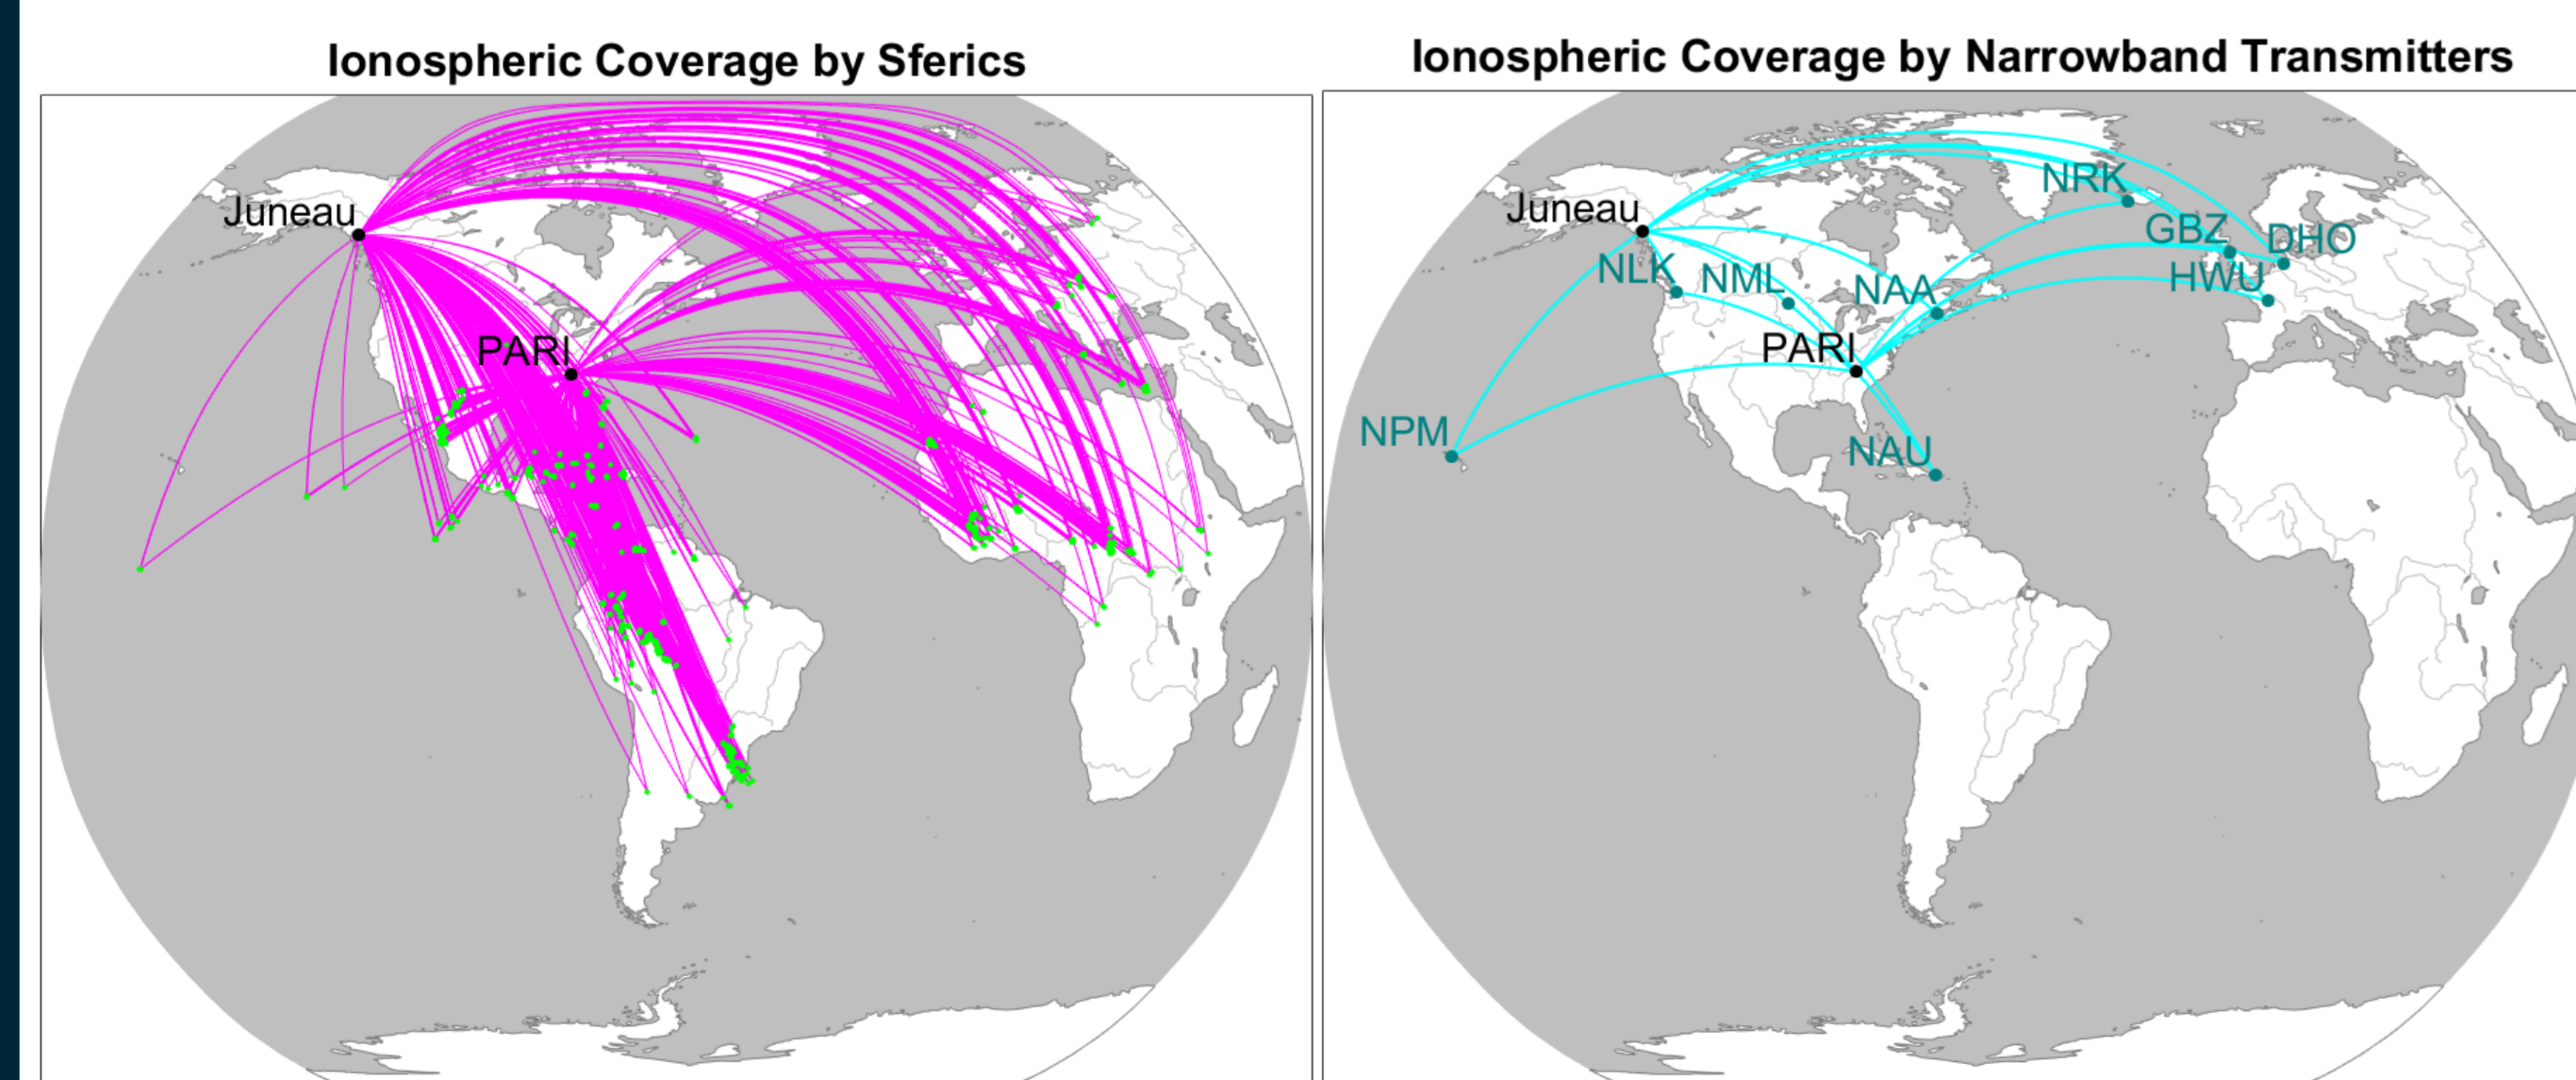 Ionospheric Coverage by Sferics
Juneau
PARI
Ionospheric Coverage by Narrowband Transmitters
NRK
Juneau
GBZ
DHO
NLK
NML
NAA
HWU
PARI
NPM
NAU